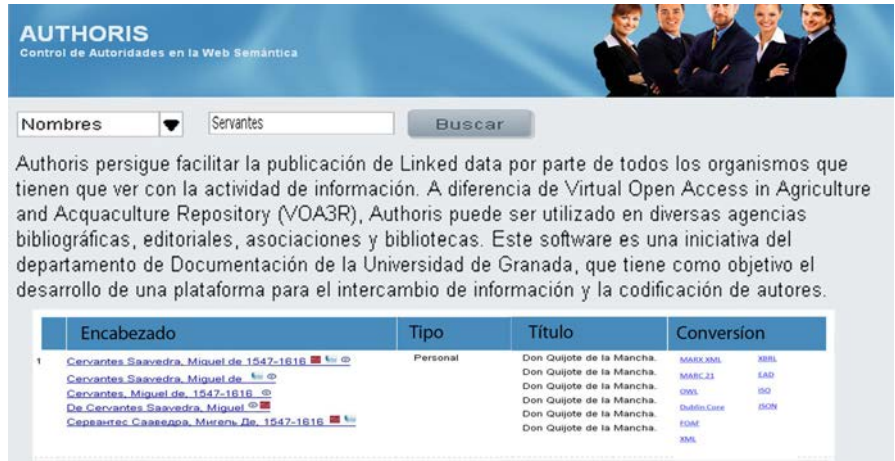 AUTHORIS
Control de Autoridades en la Web Semántica
Nombres Servantes Buscar
Authoris persigue facilitar la publicación de Linked data por parte de todos los organismos que
tienen que ver con la actividad de información. A diferencia de Virtual Open Access in Agriculture
and Acquaculture Repository (VOA3R), Authoris puede ser utilizado en diversas agencias
bibliográficas, editoriales, asociaciones y bibliotecas. Este software es una iniciativa del
departamento de Documentación de la Universidad de Granada, que tiene como objetivo el
desarrollo de una plataforma para el intercambio de información y la codificación de autores.
Encabezado Tipo Título Conversíon
1 Cervantes Saavedra, Miguel de 1547-1616 Personal Don Quijote de la Mancha. MARX XML XBRL
Cervantes Saavedra, Miguel de Don Quijote de la Mancha. MARC 21 EAD
Cervantes, Miguel de, 1547-1616 Don Quijote de la Mancha. OWL ISO
De Cervantes Saavedra, Miguel Don Quijote de la Mancha. Dublin Core JSON
Сервантес Сааведра, Мигель Де, 1547-1616 Don Quijote de la Mancha. FOAF
Don Quijote de la Mancha. XML